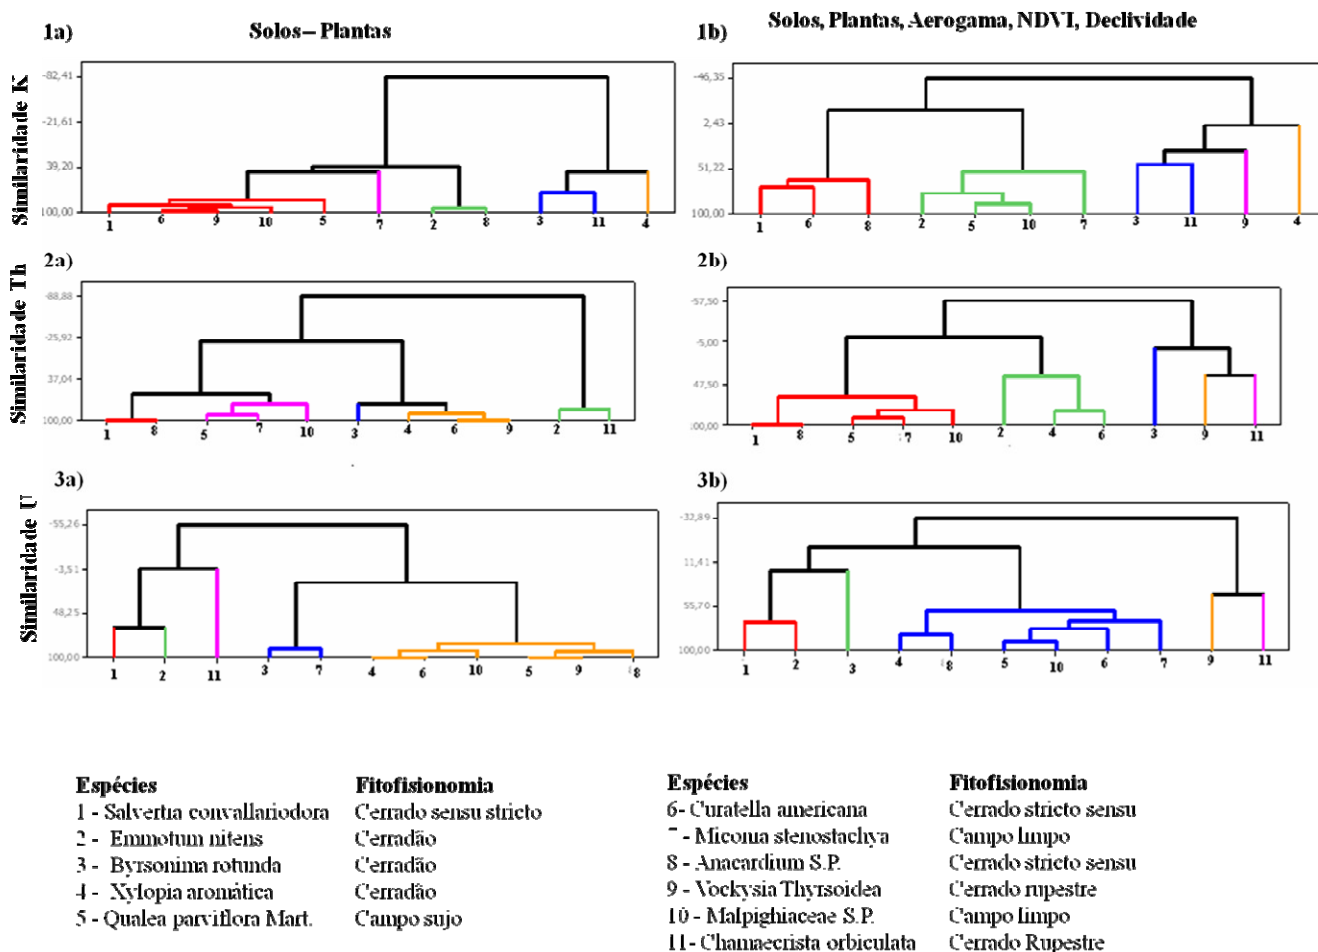 1a)
Solos – Plantas
Similaridade K
-82,41
-21,61
39,20
100,00
1 6 9 10 5 7 2 8 3 11 4
1b)
Solos, Plantas, Aerogama, NDVI, Declividade
-46,35
2,43
51,22
100,00
1 6 8 2 5 10 7 3 11 9 4
2a)
Similaridade Th
-88,88
-25,92
37,04
100,00
1 8 5 7 10 3 4 6 9 2 11
2b)
-57,50
-5,00
47,50
100,00
1 8 5 7 10 2 4 6 3 9 11
3a)
Similaridade U
-55,26
-3,51
48,25
100,00
1 2 11 3 7 4 6 10 5 9 8
3b)
-32,89
11,41
55,70
100,00
1 2 3 4 8 5 10 6 7 9 11
Espécies Fitofisionomia
1 - Salvertia convallariodora Cerrado sensu stricto
2 - Emmotum nitens Cerradão
3 - Byrsonima rotunda Cerradão
4 - Xylopia aromática Cerradão
5 - Qualea parviflora Mart. Campo sujo
Espécies Fitofisionomia
6- Curatella americana Cerrado stricto sensu
7 - Miconia stenostachya Campo limpo
8 - Anacardium S.P. Cerrado stricto sensu
9 - Vockysia Thyrsoidea Cerrado rupestre
10 - Malpighiaceae S.P. Campo limpo
11- Chamaecrista orbiculata Cerrado Rupestre